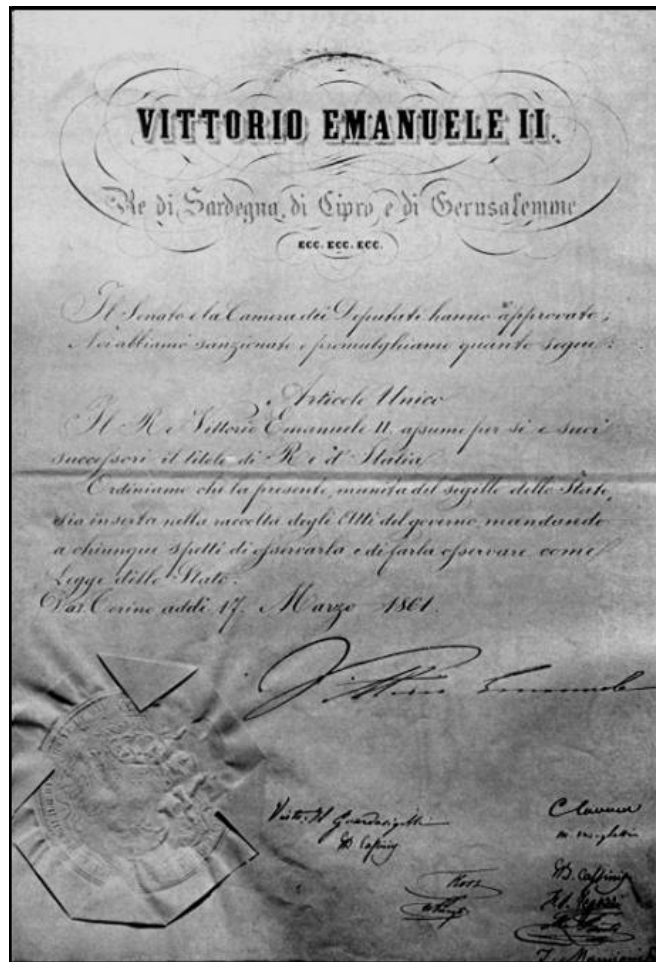 VITTORIO EMANUELE II.
Re di Sardegna, di Cipro e di Gerusalemme
ECC. ECC. ECC.
Il Senato e la Camera dei Deputati hanno approvato;
Noi abbiamo sanzionato e promulghiamo quanto segue:
Articolo Unico
Il Re Vittorio Emanuele II assume per sè e suoi
successori il titolo di Re d'Italia.
Ordiniamo che la presente, munita del sigillo dello Stato,
sia inserta nella raccolta degli Atti del governo, mandando
a chiunque spetti di osservarla e di farla osservare come
Legge dello Stato.
Dat. Torino addì 17 Marzo 1861.
Vittorio Emanuele
Visto: Il Guardasigilli
GB. Cassinis
C Cavour
M. Minghetti
GB. Cassinis